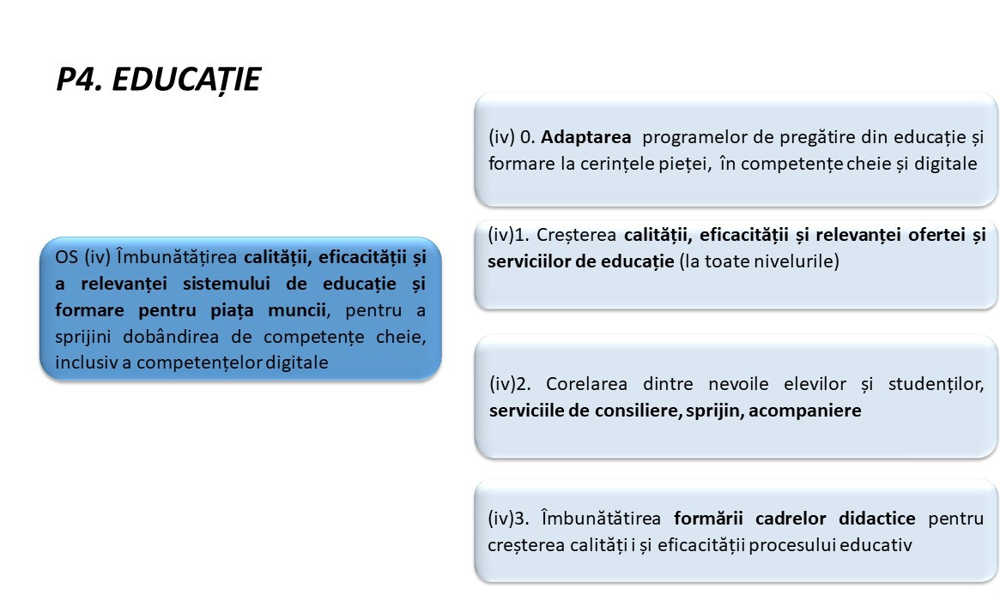 P4. EDUCAȚIE
OS (iv) Îmbunătățirea calității, eficacității și
a relevanței sistemului de educație și
formare pentru piața muncii, pentru a
sprijini dobândirea de competențe cheie,
inclusiv a competențelor digitale
(iv) 0. Adaptarea programelor de pregătire din educație și
formare la cerințele pieței, în competențe cheie și digitale
(iv)1. Creșterea calității, eficacității și relevanței ofertei și
serviciilor de educație (la toate nivelurile)
(iv)2. Corelarea dintre nevoile elevilor și studenților,
serviciile de consiliere, sprijin, acompaniere
(iv)3. Îmbunătătirea formării cadrelor didactice pentru
creșterea calități i și eficacității procesului educativ